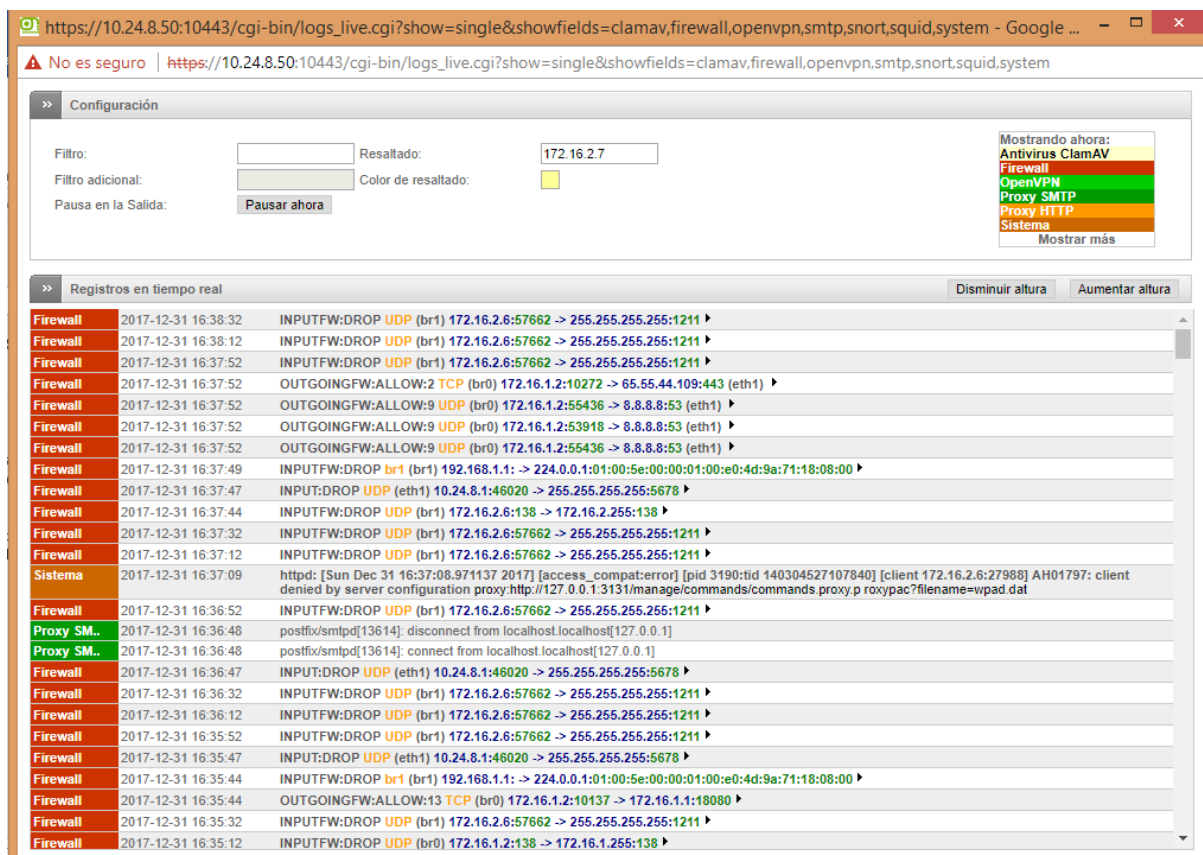 https://10.24.8.50:10443/cgi-bin/logs_live.cgi?show=single&showfields=clamav,firewall,openvpn,smtp,snort,squid,system - Google ...
No es seguro | https://10.24.8.50:10443/cgi-bin/logs_live.cgi?show=single&showfields=clamav,firewall,openvpn,smtp,snort,squid,system
>> Configuración
Filtro: Resaltado: 172.16.2.7
Filtro adicional: Color de resaltado:
Pausa en la Salida: Pausar ahora
Mostrando ahora:
Antivirus ClamAV
Firewall
OpenVPN
Proxy SMTP
Proxy HTTP
Sistema
Mostrar más
>> Registros en tiempo real Disminuir altura Aumentar altura
Firewall 2017-12-31 16:38:32 INPUTFW:DROP UDP (br1) 172.16.2.6:57662 -> 255.255.255.255:1211
Firewall 2017-12-31 16:38:12 INPUTFW:DROP UDP (br1) 172.16.2.6:57662 -> 255.255.255.255:1211
Firewall 2017-12-31 16:37:52 INPUTFW:DROP UDP (br1) 172.16.2.6:57662 -> 255.255.255.255:1211
Firewall 2017-12-31 16:37:52 OUTGOINGFW:ALLOW:2 TCP (br0) 172.16.1.2:10272 -> 65.55.44.109:443 (eth1)
Firewall 2017-12-31 16:37:52 OUTGOINGFW:ALLOW:9 UDP (br0) 172.16.1.2:55436 -> 8.8.8.8:53 (eth1)
Firewall 2017-12-31 16:37:52 OUTGOINGFW:ALLOW:9 UDP (br0) 172.16.1.2:53918 -> 8.8.8.8:53 (eth1)
Firewall 2017-12-31 16:37:52 OUTGOINGFW:ALLOW:9 UDP (br0) 172.16.1.2:55436 -> 8.8.8.8:53 (eth1)
Firewall 2017-12-31 16:37:49 INPUTFW:DROP br1 (br1) 192.168.1.1: -> 224.0.0.1:01:00:5e:00:00:01:00:e0:4d:9a:71:18:08:00
Firewall 2017-12-31 16:37:47 INPUT:DROP UDP (eth1) 10.24.8.1:46020 -> 255.255.255.255:5678
Firewall 2017-12-31 16:37:44 INPUTFW:DROP UDP (br1) 172.16.2.6:138 -> 172.16.2.255:138
Firewall 2017-12-31 16:37:32 INPUTFW:DROP UDP (br1) 172.16.2.6:57662 -> 255.255.255.255:1211
Firewall 2017-12-31 16:37:12 INPUTFW:DROP UDP (br1) 172.16.2.6:57662 -> 255.255.255.255:1211
Sistema 2017-12-31 16:37:09 httpd: [Sun Dec 31 16:37:08.971137 2017] [access_compat:error] [pid 3190:tid 140304527107840] [client 172.16.2.6:27988] AH01797: client
denied by server configuration proxy:http://127.0.0.1:3131/manage/commands/commands.proxy.p roxypac?filename=wpad.dat
Firewall 2017-12-31 16:36:52 INPUTFW:DROP UDP (br1) 172.16.2.6:57662 -> 255.255.255.255:1211
Proxy SM.. 2017-12-31 16:36:48 postfix/smtpd[13614]: disconnect from localhost.localhost[127.0.0.1]
Proxy SM.. 2017-12-31 16:36:48 postfix/smtpd[13614]: connect from localhost.localhost[127.0.0.1]
Firewall 2017-12-31 16:36:47 INPUT:DROP UDP (eth1) 10.24.8.1:46020 -> 255.255.255.255:5678
Firewall 2017-12-31 16:36:32 INPUTFW:DROP UDP (br1) 172.16.2.6:57662 -> 255.255.255.255:1211
Firewall 2017-12-31 16:36:12 INPUTFW:DROP UDP (br1) 172.16.2.6:57662 -> 255.255.255.255:1211
Firewall 2017-12-31 16:35:52 INPUTFW:DROP UDP (br1) 172.16.2.6:57662 -> 255.255.255.255:1211
Firewall 2017-12-31 16:35:47 INPUT:DROP UDP (eth1) 10.24.8.1:46020 -> 255.255.255.255:5678
Firewall 2017-12-31 16:35:44 INPUTFW:DROP br1 (br1) 192.168.1.1: -> 224.0.0.1:01:00:5e:00:00:01:00:e0:4d:9a:71:18:08:00
Firewall 2017-12-31 16:35:44 OUTGOINGFW:ALLOW:13 TCP (br0) 172.16.1.2:10137 -> 172.16.1.1:18080
Firewall 2017-12-31 16:35:32 INPUTFW:DROP UDP (br1) 172.16.2.6:57662 -> 255.255.255.255:1211
Firewall 2017-12-31 16:35:12 INPUTFW:DROP UDP (br0) 172.16.1.2:138 -> 172.16.1.255:138